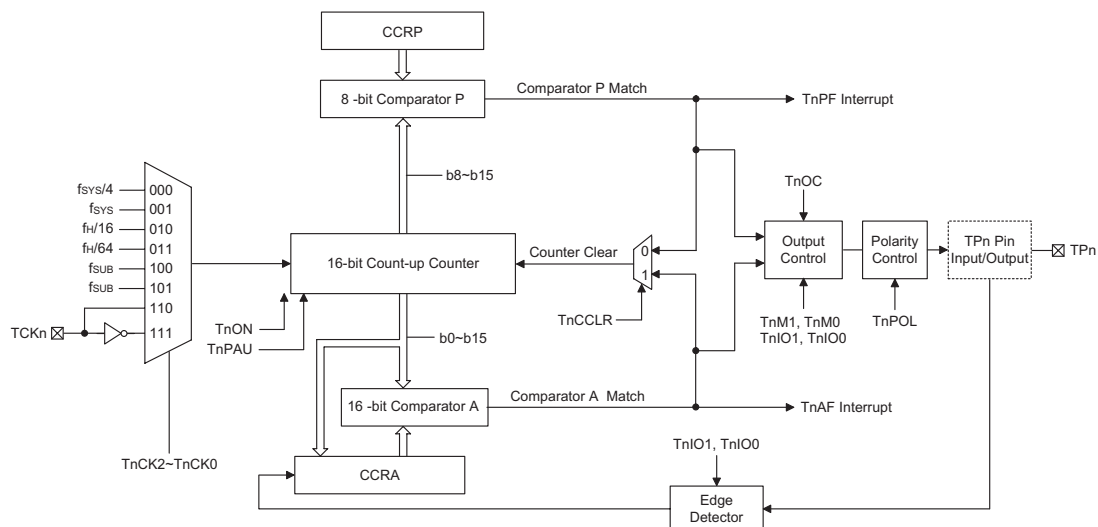 CCRP
8 -bit Comparator P
Comparator P Match
TnPF Interrupt
b8~b15
fSYS/4
000
fSYS
001
fH/16
010
fH/64
011
fSUB
100
fSUB
101
110
TCKn
111
TnCK2~TnCK0
16-bit Count-up Counter
TnON
TnPAU
Counter Clear
0
1
TnCCLR
TnOC
Output
Control
TnM1, TnM0
TnIO1, TnIO0
Polarity
Control
TnPOL
TPn Pin
Input/Output
TPn
b0~b15
16 -bit Comparator A
Comparator A Match
TnAF Interrupt
CCRA
TnIO1, TnIO0
Edge
Detector